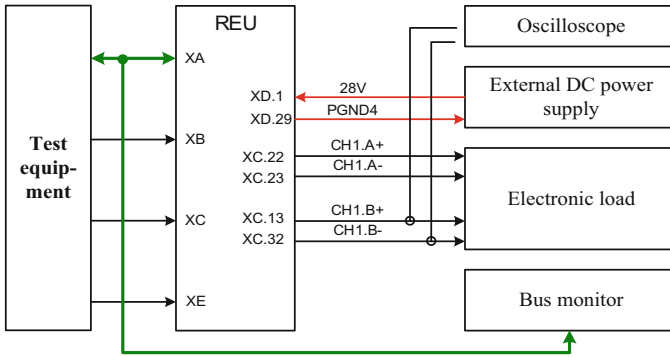 REU
Oscilloscope
XA
28V
External DC power
supply
XD.1
PGND4
XD.29
Test
equip-
ment
XB
CH1.A+
XC.22
CH1.A-
XC.23
Electronic load
XC
CH1.B+
XC.13
CH1.B-
XC.32
XE
Bus monitor